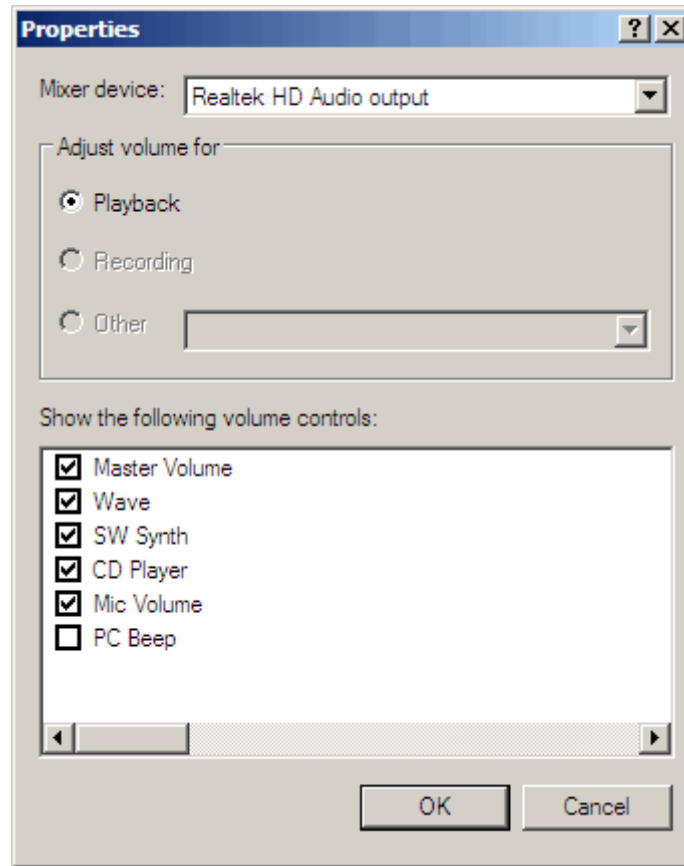 Properties
Mixer device: Realtek HD Audio output
Adjust volume for
Playback
Recording
Other
Show the following volume controls:
Master Volume
Wave
SW Synth
CD Player
Mic Volume
PC Beep
OK Cancel